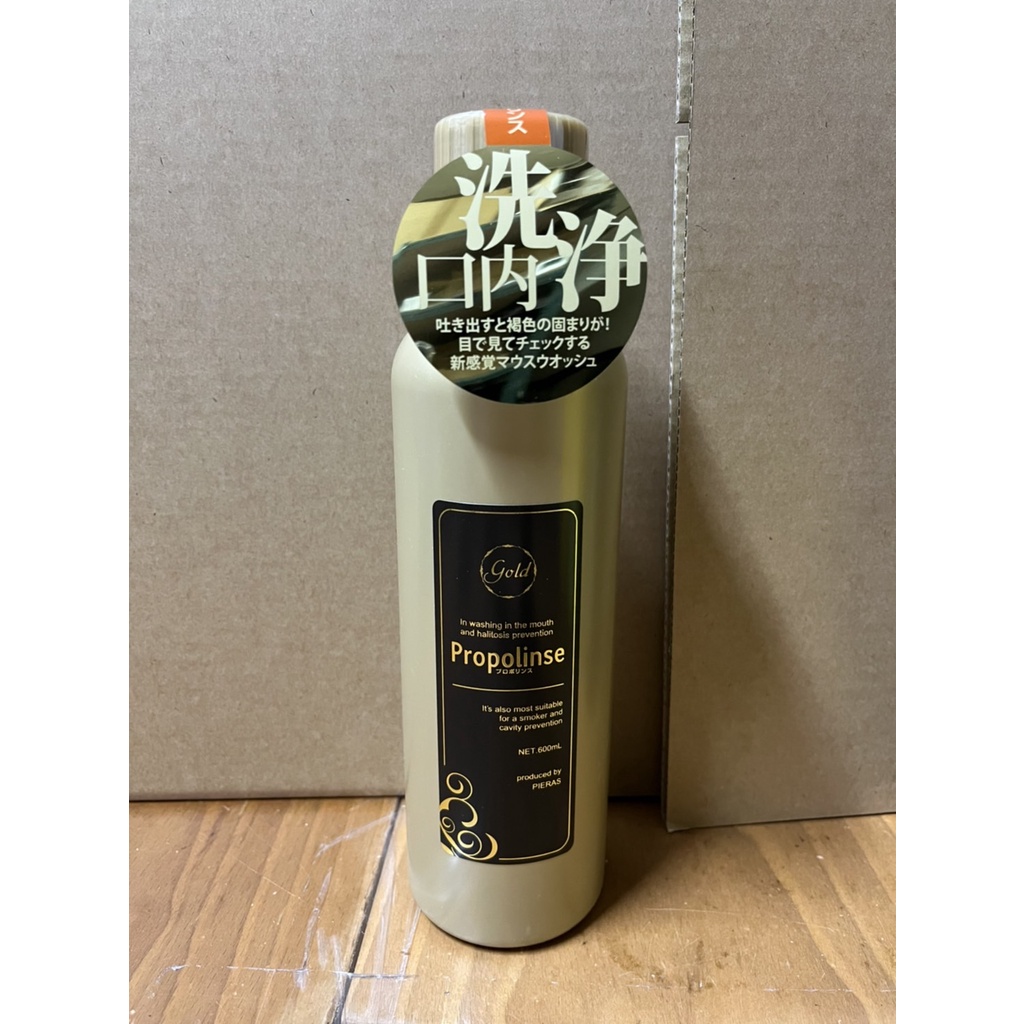 ンス
洗浄
口内
吐き出すと褐色の固まりが!
目で見てチェックする
新感覚マウスウオッシュ
Gold
In washing in the mouth
and halitosis prevention
Propolinse
プロポリンス
It's also most suitable
for a smoker and
cavity prevention
NET.600mL
produced by
PIERAS